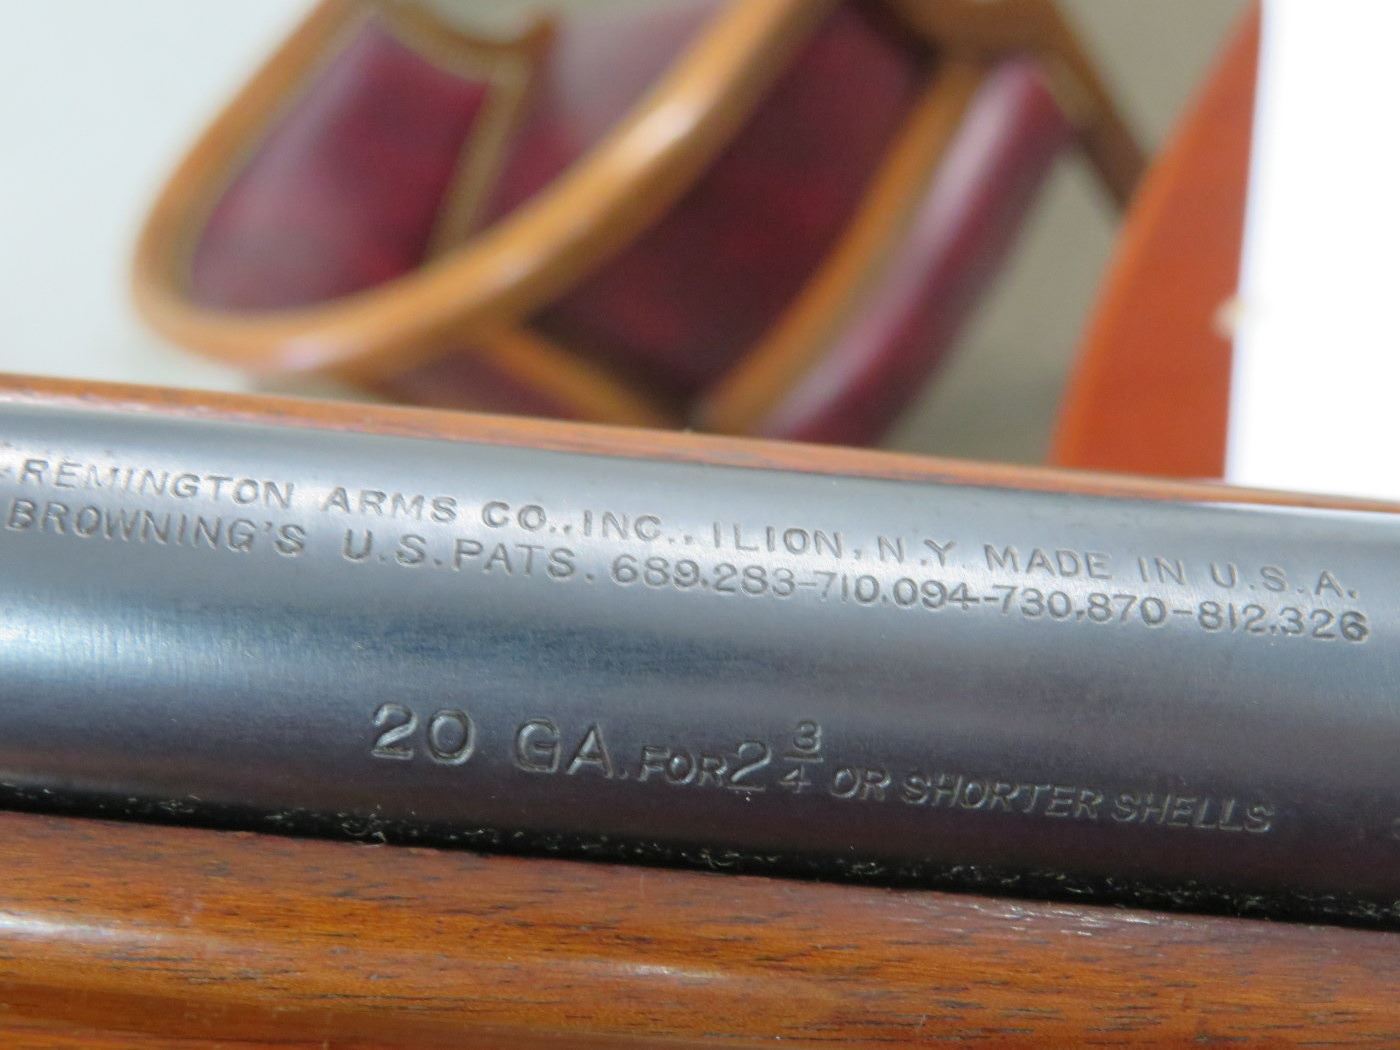 -REMINGTON ARMS CO., INC., ILION, N.Y. MADE IN U.S.A.
BROWNING'S U.S. PATS. 689,283-710,094-730,870-812,326
20 GA. FOR 2 3/4 OR SHORTER SHELLS